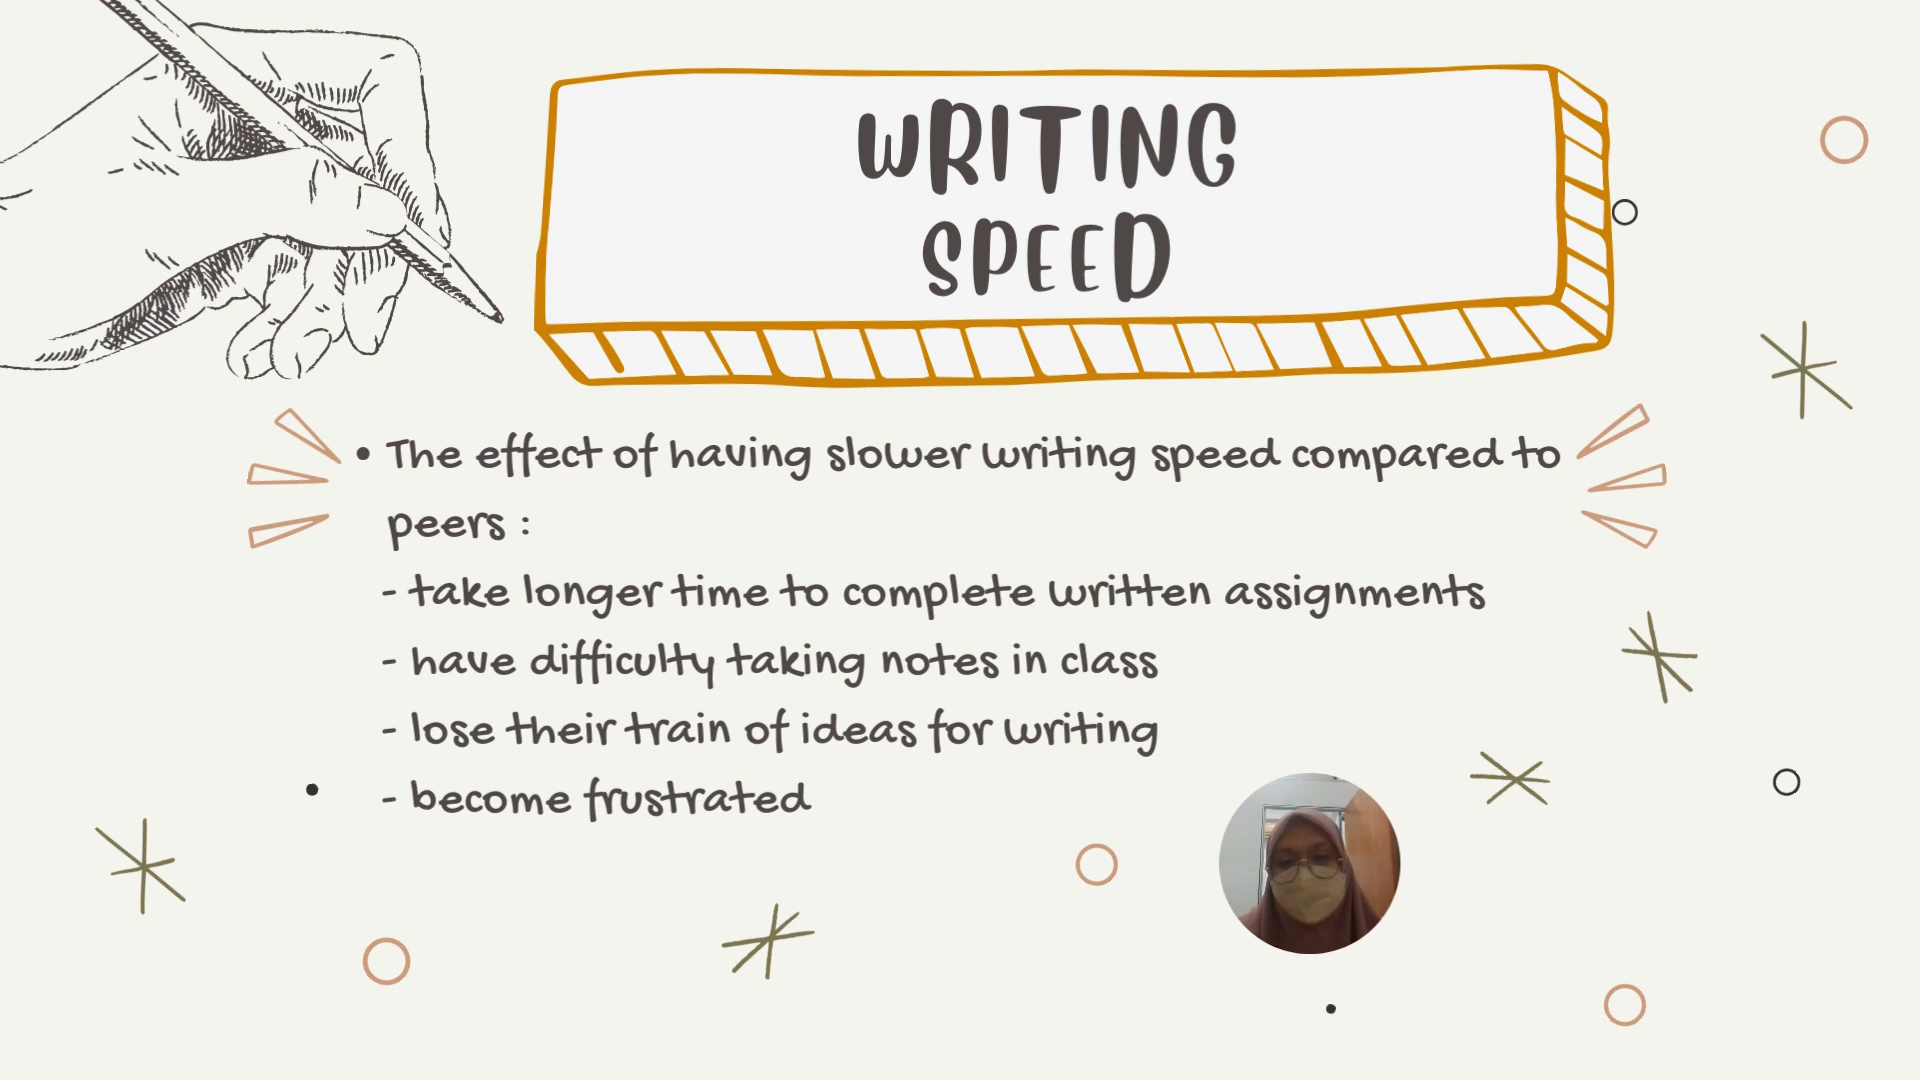 WRITING
SPEED
• The effect of having slower writing speed compared to
peers :
- take longer time to complete written assignments
- have difficulty taking notes in class
- lose their train of ideas for writing
- become frustrated